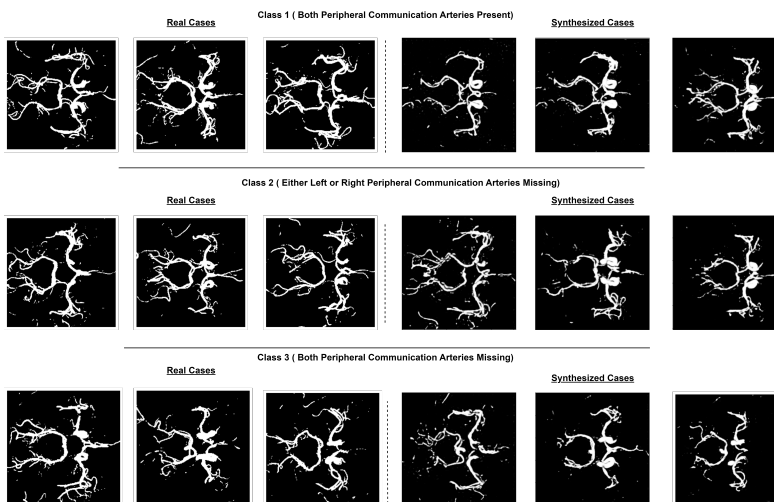 Class 1 ( Both Peripheral Communication Arteries Present)
Real Cases
Synthesized Cases
Class 2 ( Either Left or Right Peripheral Communication Arteries Missing)
Real Cases
Synthesized Cases
Class 3 ( Both Peripheral Communication Arteries Missing)
Real Cases
Synthesized Cases